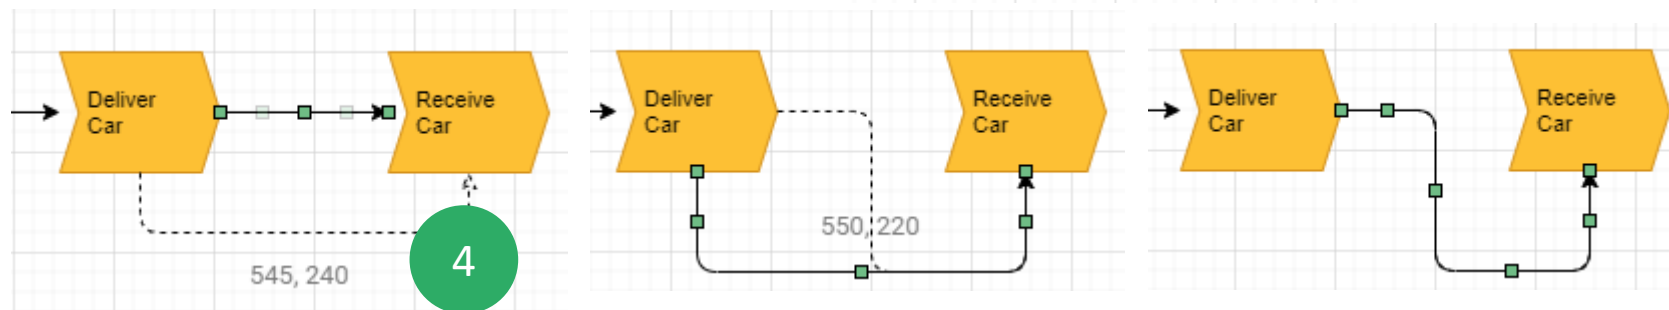 Deliver
Car
Receive
Car
545, 240
4
Deliver
Car
Receive
Car
550, 220
Deliver
Car
Receive
Car